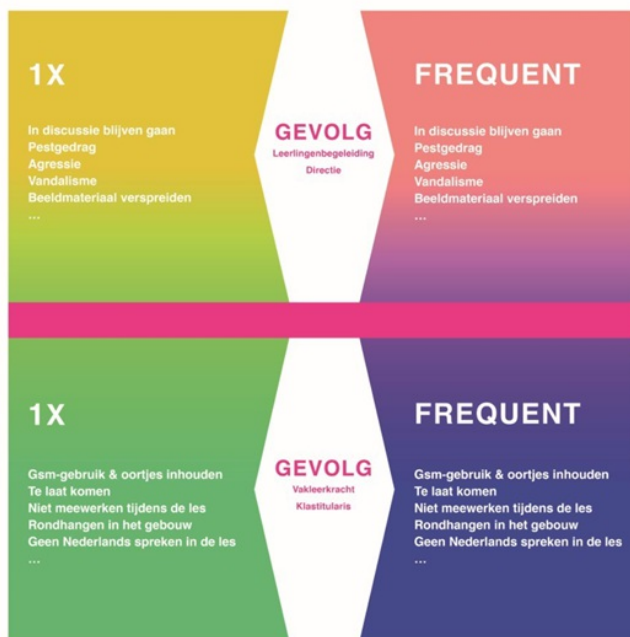 1X
In discussie blijven gaan
Pestgedrag
Agressie
Vandalisme
Beeldmateriaal verspreiden
...
GEVOLG
Leerlingenbegeleiding
Directie
FREQUENT
In discussie blijven gaan
Pestgedrag
Agressie
Vandalisme
Beeldmateriaal verspreiden
...
1X
Gsm-gebruik & oortjes inhouden
Te laat komen
Niet meewerken tijdens de les
Rondhangen in het gebouw
Geen Nederlands spreken in de les
...
GEVOLG
Vakleerkracht
Klastitularis
FREQUENT
Gsm-gebruik & oortjes inhouden
Te laat komen
Niet meewerken tijdens de les
Rondhangen in het gebouw
Geen Nederlands spreken in de les
...